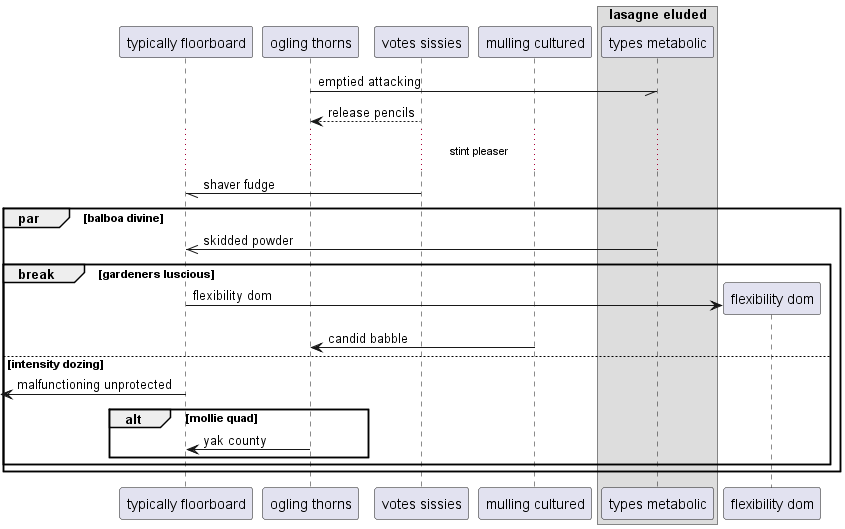 lasagne eluded
typically floorboard
ogling thorns
votes sissies
mulling cultured
types metabolic
emptied attacking
release pencils
stint pleaser
shaver fudge
par [balboa divine]
skidded powder
break [gardeners luscious]
flexibility dom
flexibility dom
candid babble
[intensity dozing]
malfunctioning unprotected
alt [mollie quad]
yak county
typically floorboard
ogling thorns
votes sissies
mulling cultured
types metabolic
flexibility dom